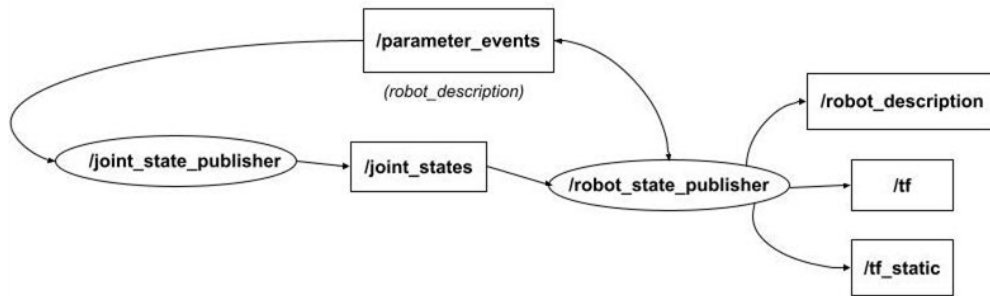 /parameter_events
(robot_description)
/robot_description
/joint_state_publisher
/joint_states
/robot_state_publisher
/tf
/tf_static